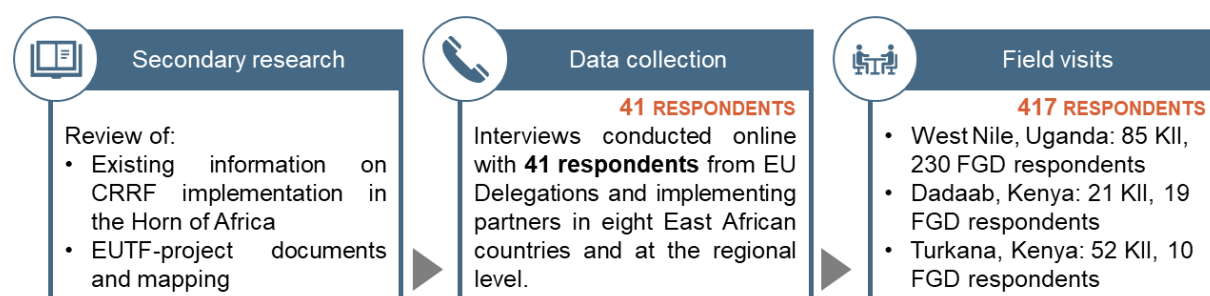 Secondary research
Review of:
• Existing information on
CRRF implementation in
the Horn of Africa
• EUTF-project documents
and mapping
Data collection
41 RESPONDENTS
Interviews conducted online
with 41 respondents from EU
Delegations and implementing
partners in eight East African
countries and at the regional
level.
Field visits
417 RESPONDENTS
• West Nile, Uganda: 85 KII,
230 FGD respondents
• Dadaab, Kenya: 21 KII, 19
FGD respondents
• Turkana, Kenya: 52 KII, 10
FGD respondents